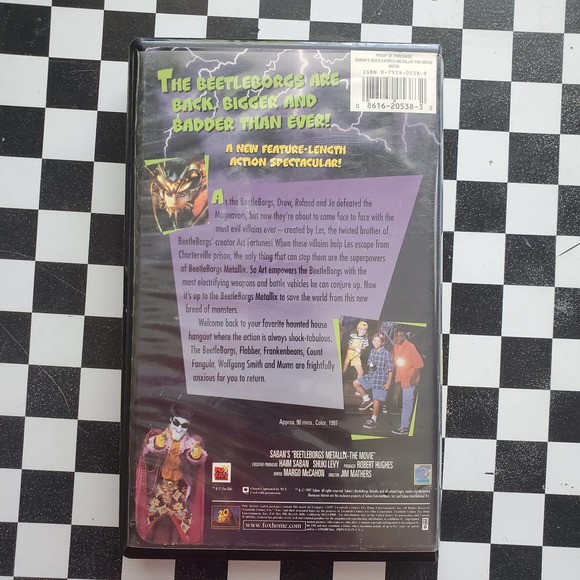 PROOF OF PURCHASE
SABAN'S BEETLEBORGS METALLIX-THE MOVIE
ISBN 0-7939-0538-8
0 86162 0538-3 2
THE BEETLEBORGS ARE
BACK, BIGGER AND
BADDER THAN EVER!
A NEW FEATURE-LENGTH
ACTION SPECTACULAR!
As the BeetleBorgs, Drew, Roland and Jo defeated the
Magnavors, but now they're about to come face to face with the
most evil villains ever – created by Les, the twisted brother of
BeetleBorgs' creator Art Fortunes! When these villains help Les escape from
Charterville prison, the only thing that can stop them are the superpowers
of BeetleBorgs Metallix. So Art empowers the BeetleBorgs with the
most electrifying weapons and battle vehicles he can conjure up. Now
it's up to the BeetleBorgs Metallix to save the world from this new
breed of monsters.
Welcome back to your favorite haunted house
hangout where the action is always shock-tabulous.
The BeetleBorgs, Flabber, Frankenbeans, Count
Fangula, Wolfgang Smith and Mums are frightfully
anxious for you to return.
Approx. 90 mins., Color, 1997
SABAN'S "BEETLEBORGS METALLIX-THE MOVIE"
EXECUTIVE PRODUCERS HAIM SABAN SHUKI LEVY PRODUCER ROBERT HUGHES
WRITER MARGO McCAHON DIRECTOR JIM MATHERS
www.foxhome.com